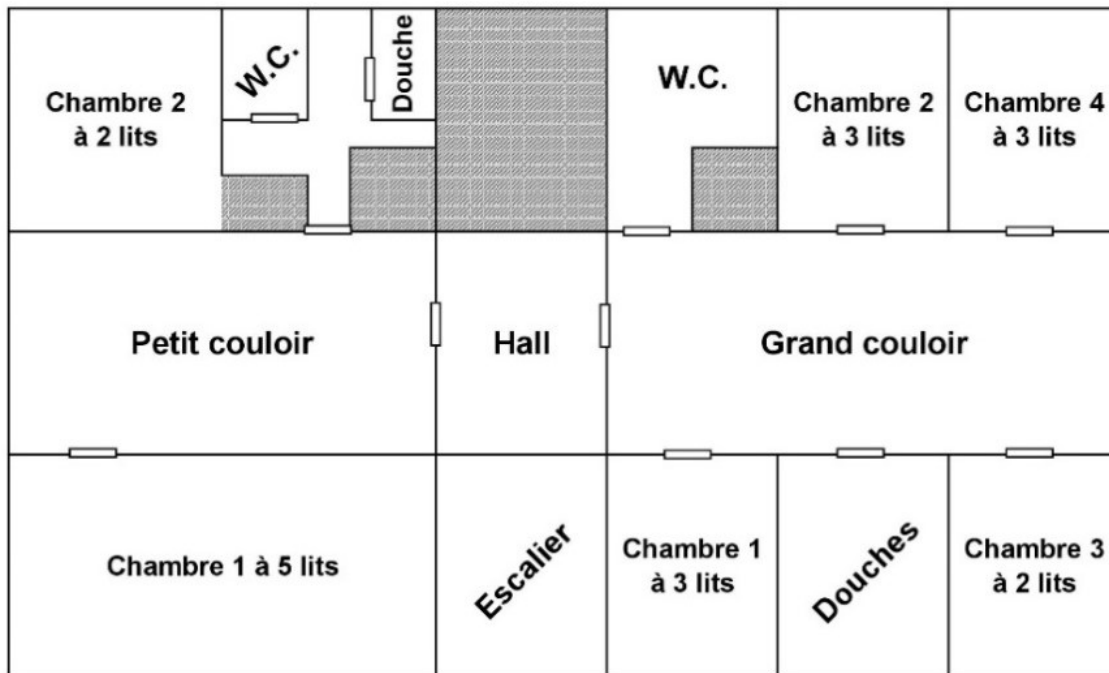 Chambre 2
à 2 lits
W.C.
Douche
W.C.
Chambre 2
à 3 lits
Chambre 4
à 3 lits
Petit couloir
Hall
Grand couloir
Chambre 1 à 5 lits
Escalier
Chambre 1
à 3 lits
Douches
Chambre 3
à 2 lits